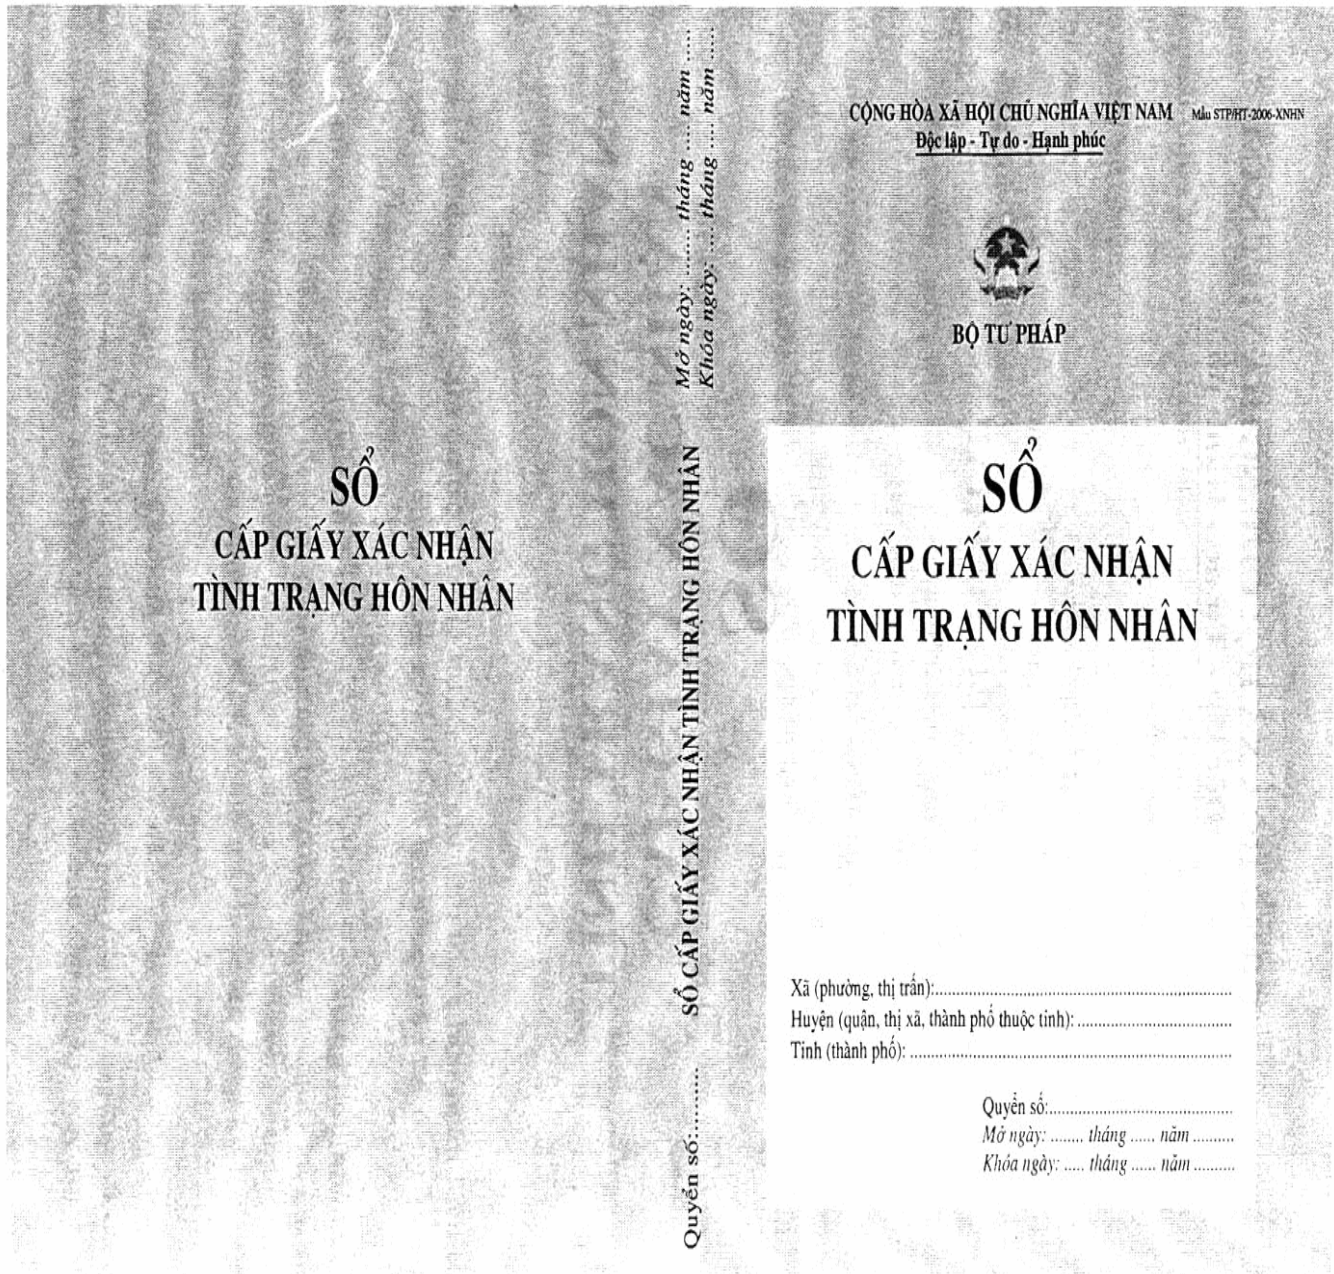 SỔ
CẤP GIẤY XÁC NHẬN
TÌNH TRẠNG HÔN NHÂN
Quyển số:..........
SỔ CẤP GIẤY XÁC NHẬN TÌNH TRẠNG HÔN NHÂN
Mở ngày: ........ tháng .... năm .....
Khóa ngày: .... tháng ..... năm .....
CỘNG HÒA XÃ HỘI CHỦ NGHĨA VIỆT NAM Mẫu STP/HT-2006-XNHN
Độc lập - Tự do - Hạnh phúc
BỘ TƯ PHÁP
SỔ
CẤP GIẤY XÁC NHẬN
TÌNH TRẠNG HÔN NHÂN
Xã (phường, thị trấn):..........
Huyện (quận, thị xã, thành phố thuộc tỉnh): ..........
Tỉnh (thành phố): ..........
Quyển số:..........
Mở ngày: ........ tháng ...... năm ..........
Khóa ngày: ..... tháng ...... năm ..........